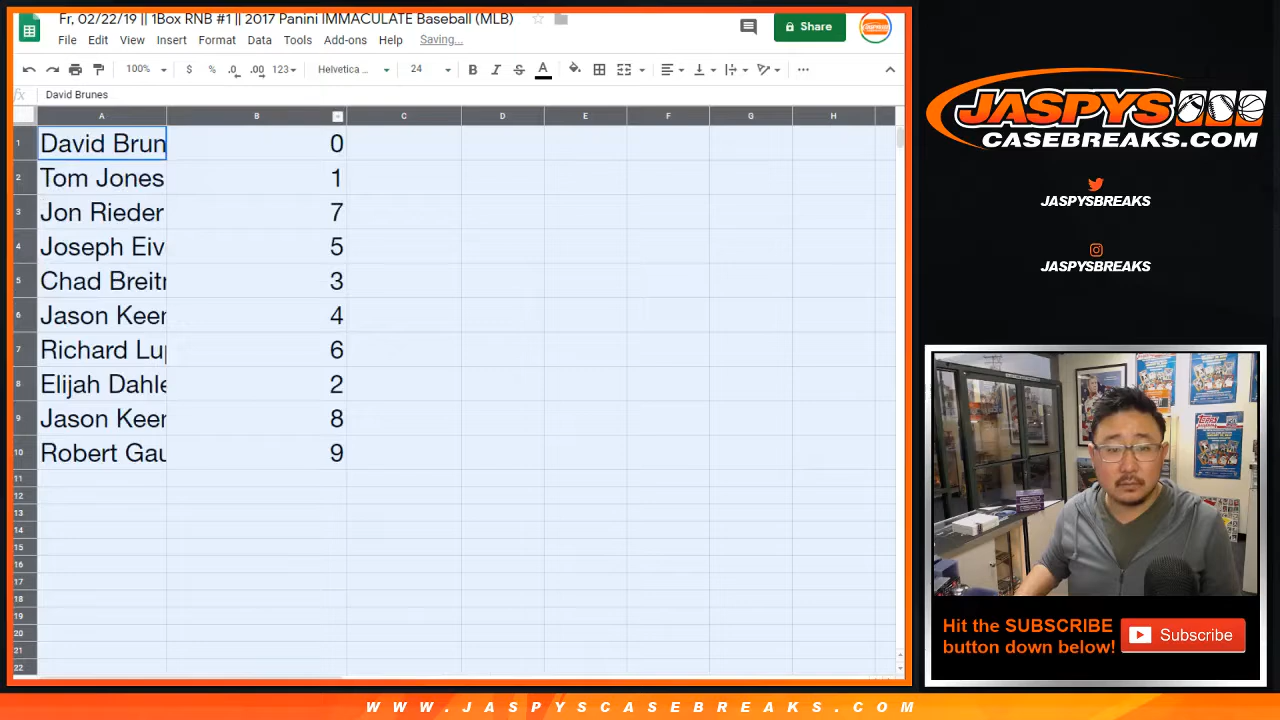 Fr, 02/22/19 || 1Box RNB #1 || 2017 Panini IMMACULATE Baseball (MLB)
File Edit View Insert Format Data Tools Add-ons Help Saving...
Share
100% $ % .0 .00 123 Helvetica ... 24 B I S A
fx David Brunes
A B C D E F G H
1 David Brun 0
2 Tom Jones 1
3 Jon Rieder 7
4 Joseph Eiv 5
5 Chad Breit 3
6 Jason Keer 4
7 Richard Lu 6
8 Elijah Dahle 2
9 Jason Keer 8
10 Robert Gau 9
11
12
13
14
15
16
17
18
19
20
21
22
JASPYS
CASEBREAKS.COM
JASPYSBREAKS
JASPYSBREAKS
Hit the SUBSCRIBE
button down below!
Subscribe
WWW.JASPYSCASEBREAKS.COM